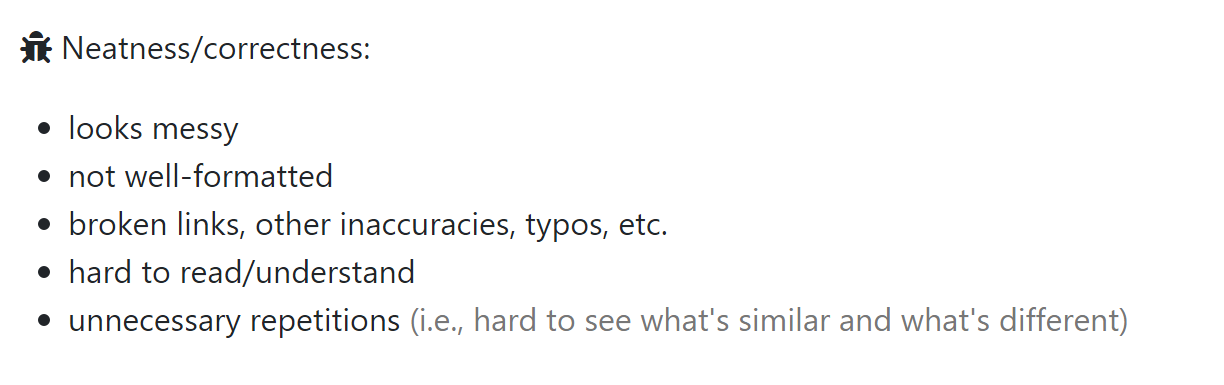 Neatness/correctness:
looks messy
not well-formatted
broken links, other inaccuracies, typos, etc.
hard to read/understand
unnecessary repetitions (i.e., hard to see what's similar and what's different)